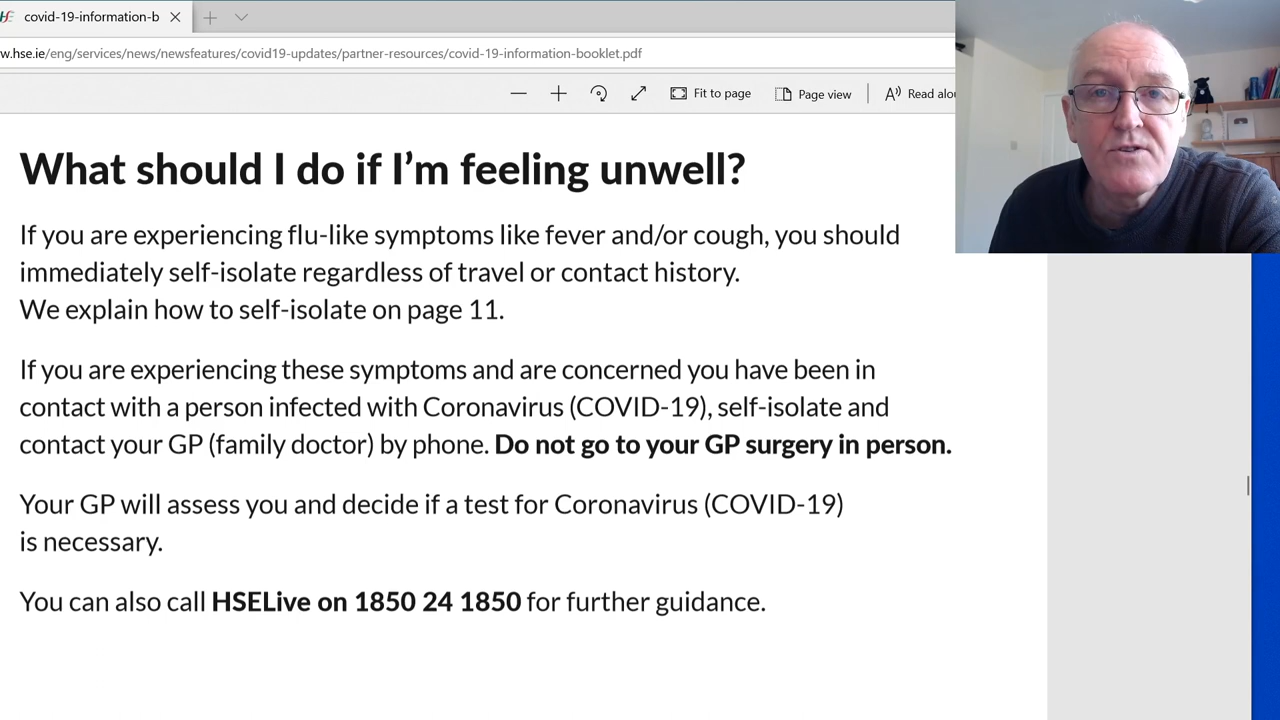 covid-19-information-b
w.hse.ie/eng/services/news/newsfeatures/covid19-updates/partner-resources/covid-19-information-booklet.pdf
Fit to page Page view Read alou
What should I do if I'm feeling unwell?
If you are experiencing flu-like symptoms like fever and/or cough, you should
immediately self-isolate regardless of travel or contact history.
We explain how to self-isolate on page 11.
If you are experiencing these symptoms and are concerned you have been in
contact with a person infected with Coronavirus (COVID-19), self-isolate and
contact your GP (family doctor) by phone. Do not go to your GP surgery in person.
Your GP will assess you and decide if a test for Coronavirus (COVID-19)
is necessary.
You can also call HSELive on 1850 24 1850 for further guidance.